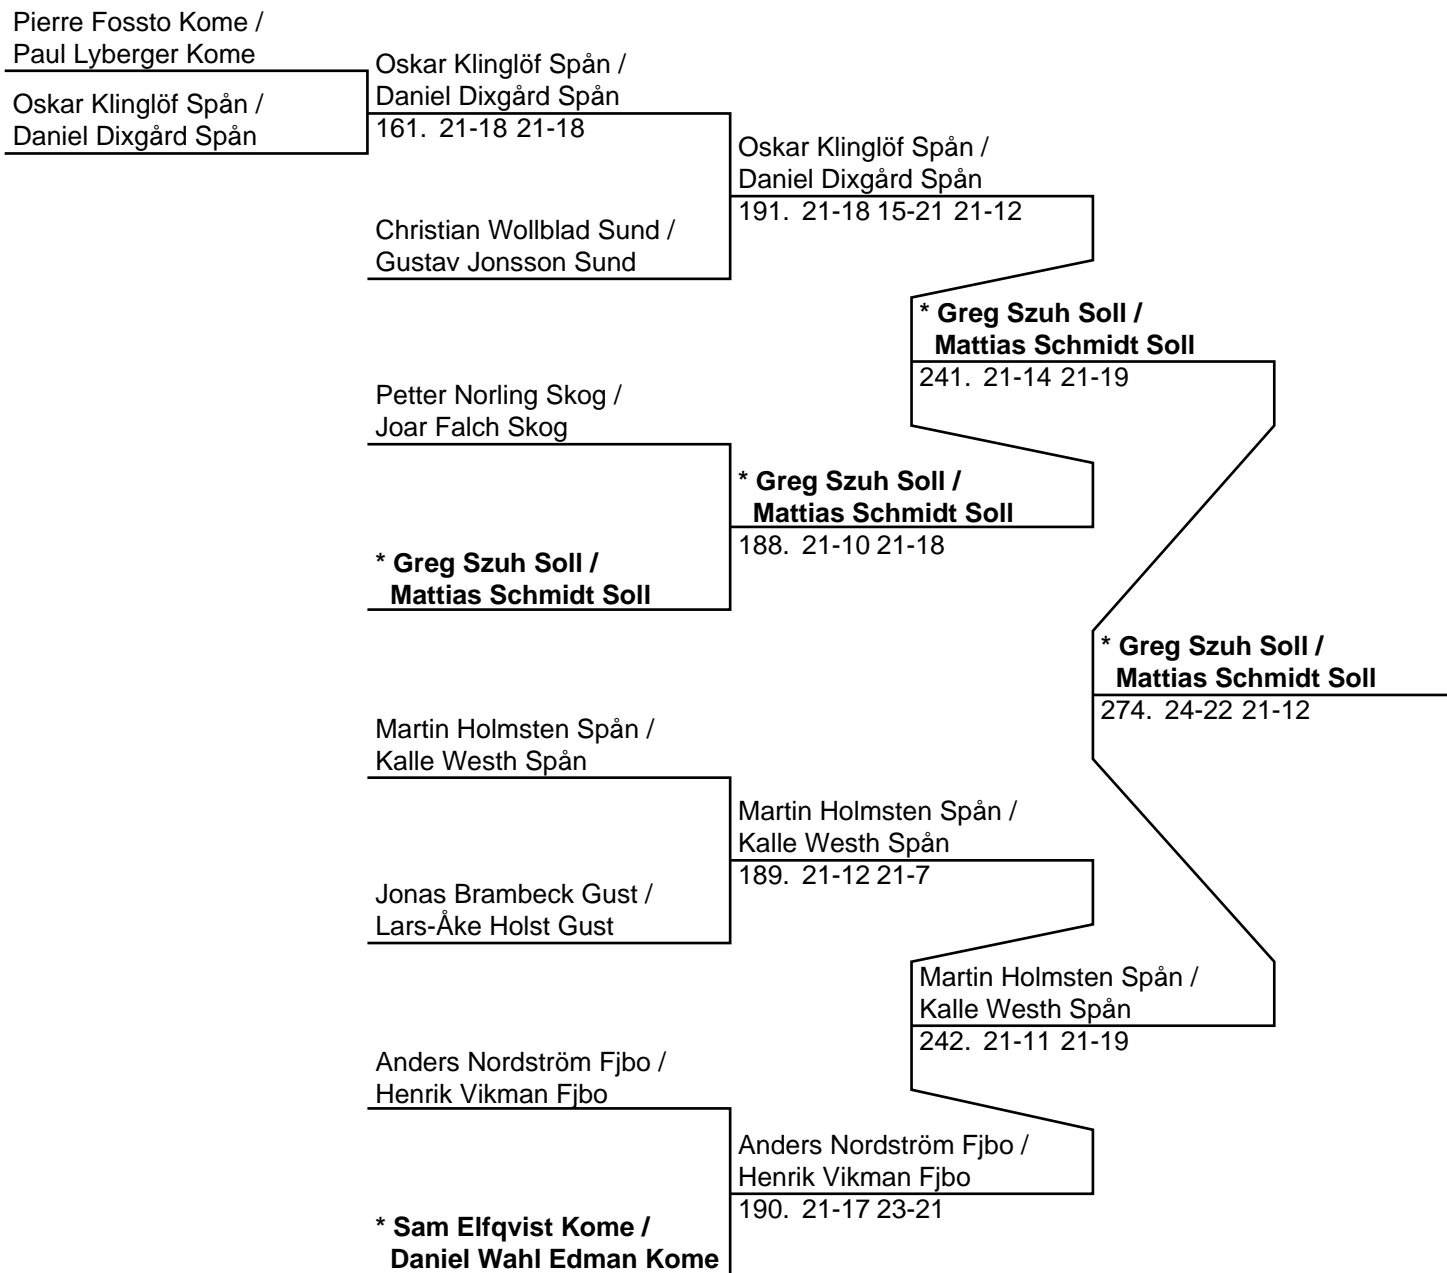 Pierre Fossto Kome /
Paul Lyberger Kome
Oskar Klinglöf Spån /
Daniel Dixgård Spån
Oskar Klinglöf Spån /
Daniel Dixgård Spån
161. 21-18 21-18
Christian Wollblad Sund /
Gustav Jonsson Sund
Oskar Klinglöf Spån /
Daniel Dixgård Spån
191. 21-18 15-21 21-12
Petter Norling Skog /
Joar Falch Skog
* Greg Szuh Soll /
Mattias Schmidt Soll
* Greg Szuh Soll /
Mattias Schmidt Soll
188. 21-10 21-18
* Greg Szuh Soll /
Mattias Schmidt Soll
241. 21-14 21-19
Martin Holmsten Spån /
Kalle Westh Spån
Jonas Brambeck Gust /
Lars-Åke Holst Gust
Martin Holmsten Spån /
Kalle Westh Spån
189. 21-12 21-7
Anders Nordström Fjbo /
Henrik Vikman Fjbo
* Sam Elfqvist Kome /
Daniel Wahl Edman Kome
Anders Nordström Fjbo /
Henrik Vikman Fjbo
190. 21-17 23-21
Martin Holmsten Spån /
Kalle Westh Spån
242. 21-11 21-19
* Greg Szuh Soll /
Mattias Schmidt Soll
274. 24-22 21-12